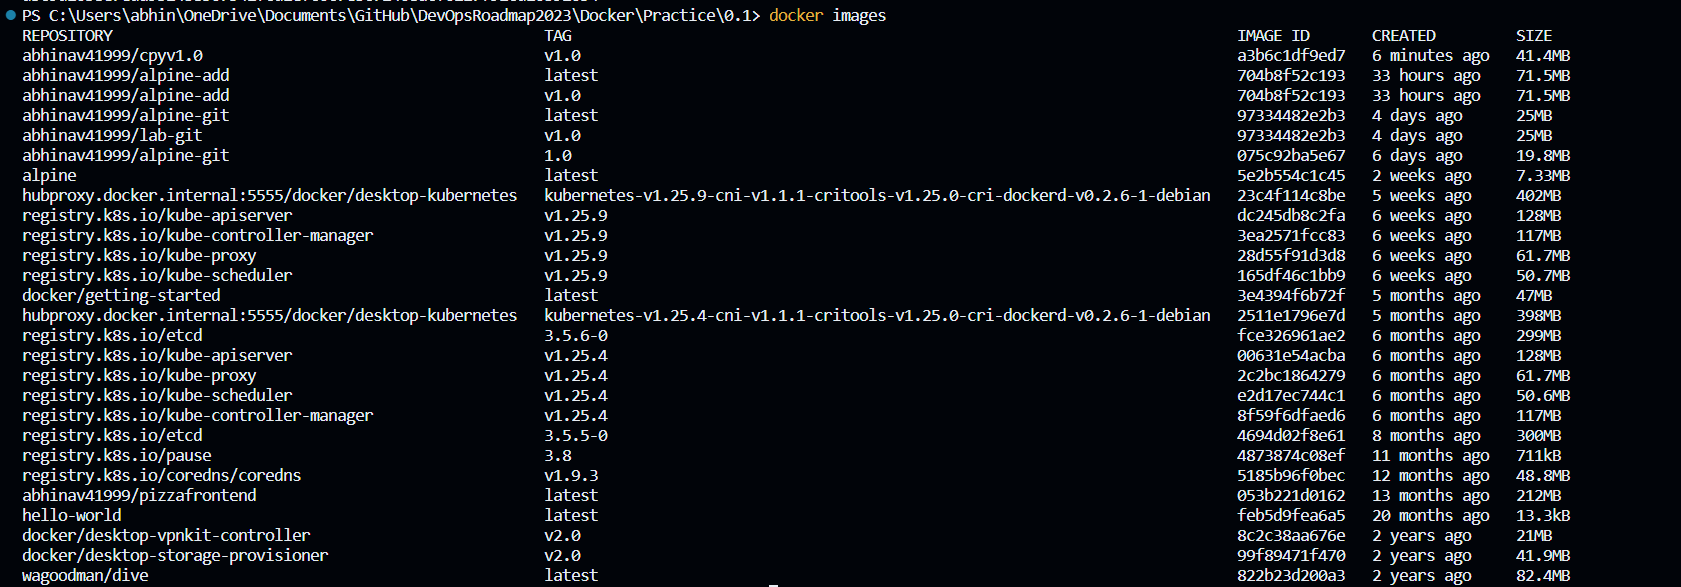 PS C:\Users\abhin\OneDrive\Documents\GitHub\DevOpsRoadmap2023\Docker\Practice\0.1> docker images
REPOSITORY TAG IMAGE ID CREATED SIZE
abhinav41999/cpyv1.0 v1.0 a3b6c1df9ed7 6 minutes ago 41.4MB
abhinav41999/alpine-add latest 704b8f52c193 33 hours ago 71.5MB
abhinav41999/alpine-add v1.0 704b8f52c193 33 hours ago 71.5MB
abhinav41999/alpine-git latest 97334482e2b3 4 days ago 25MB
abhinav41999/lab-git v1.0 97334482e2b3 4 days ago 25MB
abhinav41999/alpine-git 1.0 075c92ba5e67 6 days ago 19.8MB
alpine latest 5e2b554c1c45 2 weeks ago 7.33MB
hubproxy.docker.internal:5555/docker/desktop-kubernetes kubernetes-v1.25.9-cni-v1.1.1-critools-v1.25.0-cri-dockerd-v0.2.6-1-debian 23c4f114c8be 5 weeks ago 402MB
registry.k8s.io/kube-apiserver v1.25.9 dc245db8c2fa 6 weeks ago 128MB
registry.k8s.io/kube-controller-manager v1.25.9 3ea2571fcc83 6 weeks ago 117MB
registry.k8s.io/kube-proxy v1.25.9 28d55f91d3d8 6 weeks ago 61.7MB
registry.k8s.io/kube-scheduler v1.25.9 165df46c1bb9 6 weeks ago 50.7MB
docker/getting-started latest 3e4394f6b72f 5 months ago 47MB
hubproxy.docker.internal:5555/docker/desktop-kubernetes kubernetes-v1.25.4-cni-v1.1.1-critools-v1.25.0-cri-dockerd-v0.2.6-1-debian 2511e1796e7d 5 months ago 398MB
registry.k8s.io/etcd 3.5.6-0 fce326961ae2 6 months ago 299MB
registry.k8s.io/kube-apiserver v1.25.4 00631e54acba 6 months ago 128MB
registry.k8s.io/kube-proxy v1.25.4 2c2bc1864279 6 months ago 61.7MB
registry.k8s.io/kube-scheduler v1.25.4 e2d17ec744c1 6 months ago 50.6MB
registry.k8s.io/kube-controller-manager v1.25.4 8f59f6dfaed6 6 months ago 117MB
registry.k8s.io/etcd 3.5.5-0 4694d02f8e61 8 months ago 300MB
registry.k8s.io/pause 3.8 4873874c08ef 11 months ago 711kB
registry.k8s.io/coredns/coredns v1.9.3 5185b96f0bec 12 months ago 48.8MB
abhinav41999/pizzafrontend latest 053b221d0162 13 months ago 212MB
hello-world latest feb5d9fea6a5 20 months ago 13.3kB
docker/desktop-vpnkit-controller v2.0 8c2c38aa676e 2 years ago 21MB
docker/desktop-storage-provisioner v2.0 99f89471f470 2 years ago 41.9MB
wagoodman/dive latest 822b23d200a3 2 years ago 82.4MB